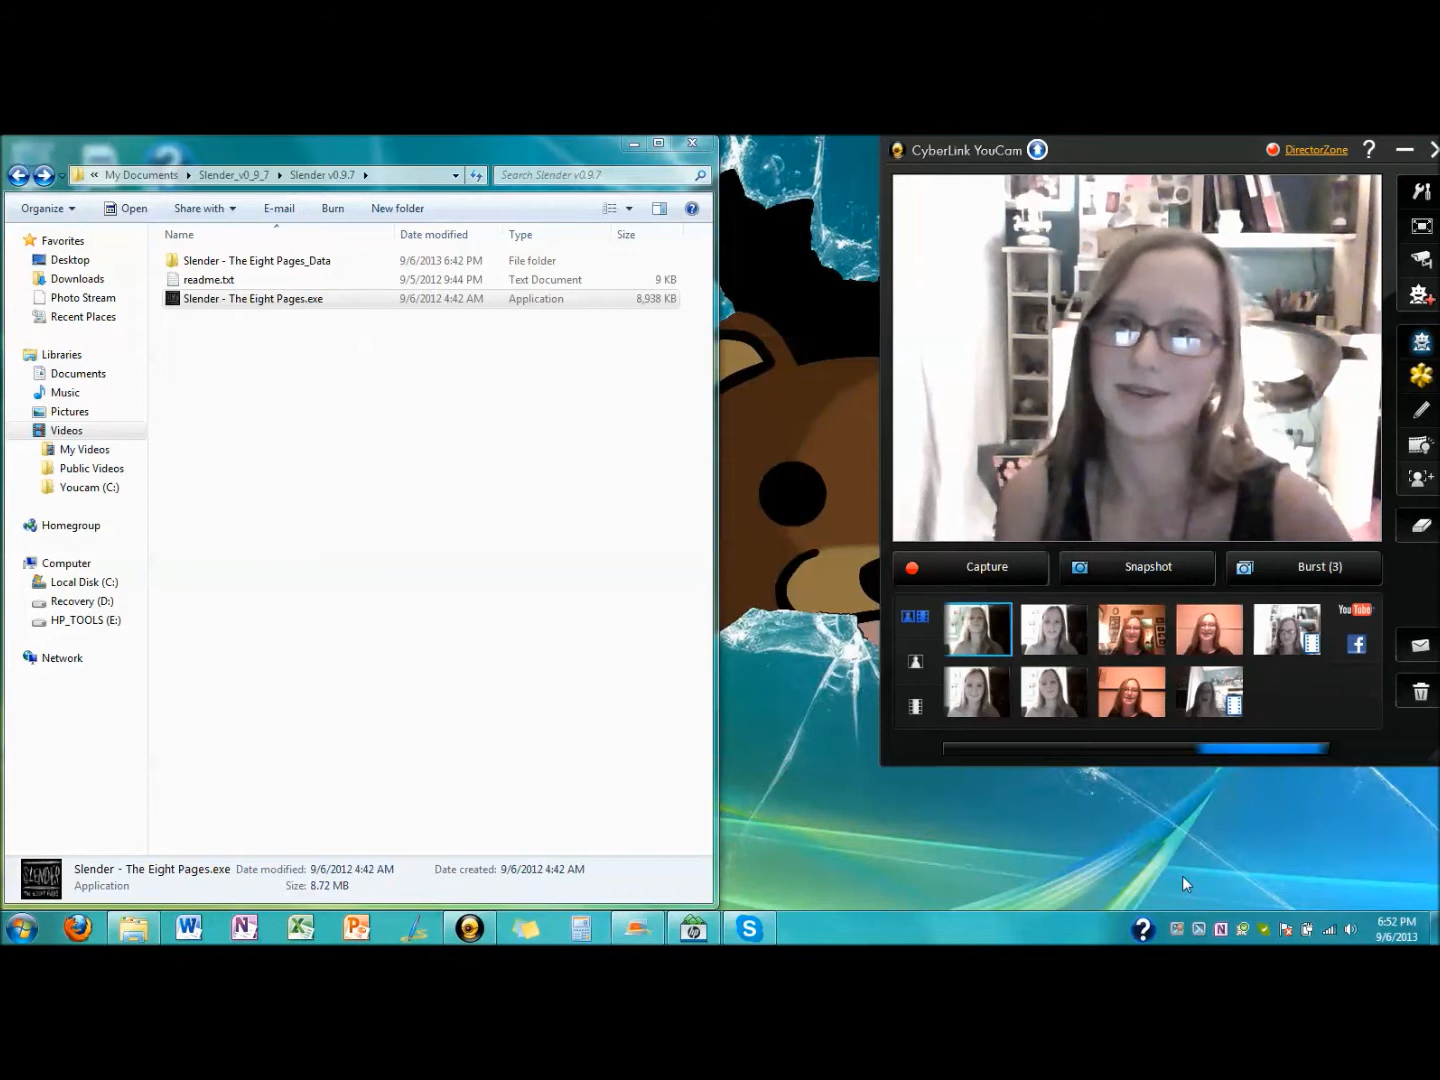 « My Documents ▸ Slender_v0_9_7 ▸ Slender v0.9.7 ▸
Search Slender v0.9.7
Organize
Open
Share with
E-mail
Burn
New folder
Name
Date modified
Type
Size
Slender - The Eight Pages_Data 9/6/2013 6:42 PM File folder
readme.txt 9/5/2012 9:44 PM Text Document 9 KB
Slender - The Eight Pages.exe 9/6/2012 4:42 AM Application 8,938 KB
Favorites
Desktop
Downloads
Photo Stream
Recent Places
Libraries
Documents
Music
Pictures
Videos
My Videos
Public Videos
Youcam (C:)
Homegroup
Computer
Local Disk (C:)
Recovery (D:)
HP_TOOLS (E:)
Network
SLENDER
Slender - The Eight Pages.exe Date modified: 9/6/2012 4:42 AM Date created: 9/6/2012 4:42 AM
Application Size: 8.72 MB
CyberLink YouCam
DirectorZone
?
Capture
Snapshot
Burst (3)
YouTube
f
W
N
X
P
hp
S
?
N
6:52 PM
9/6/2013